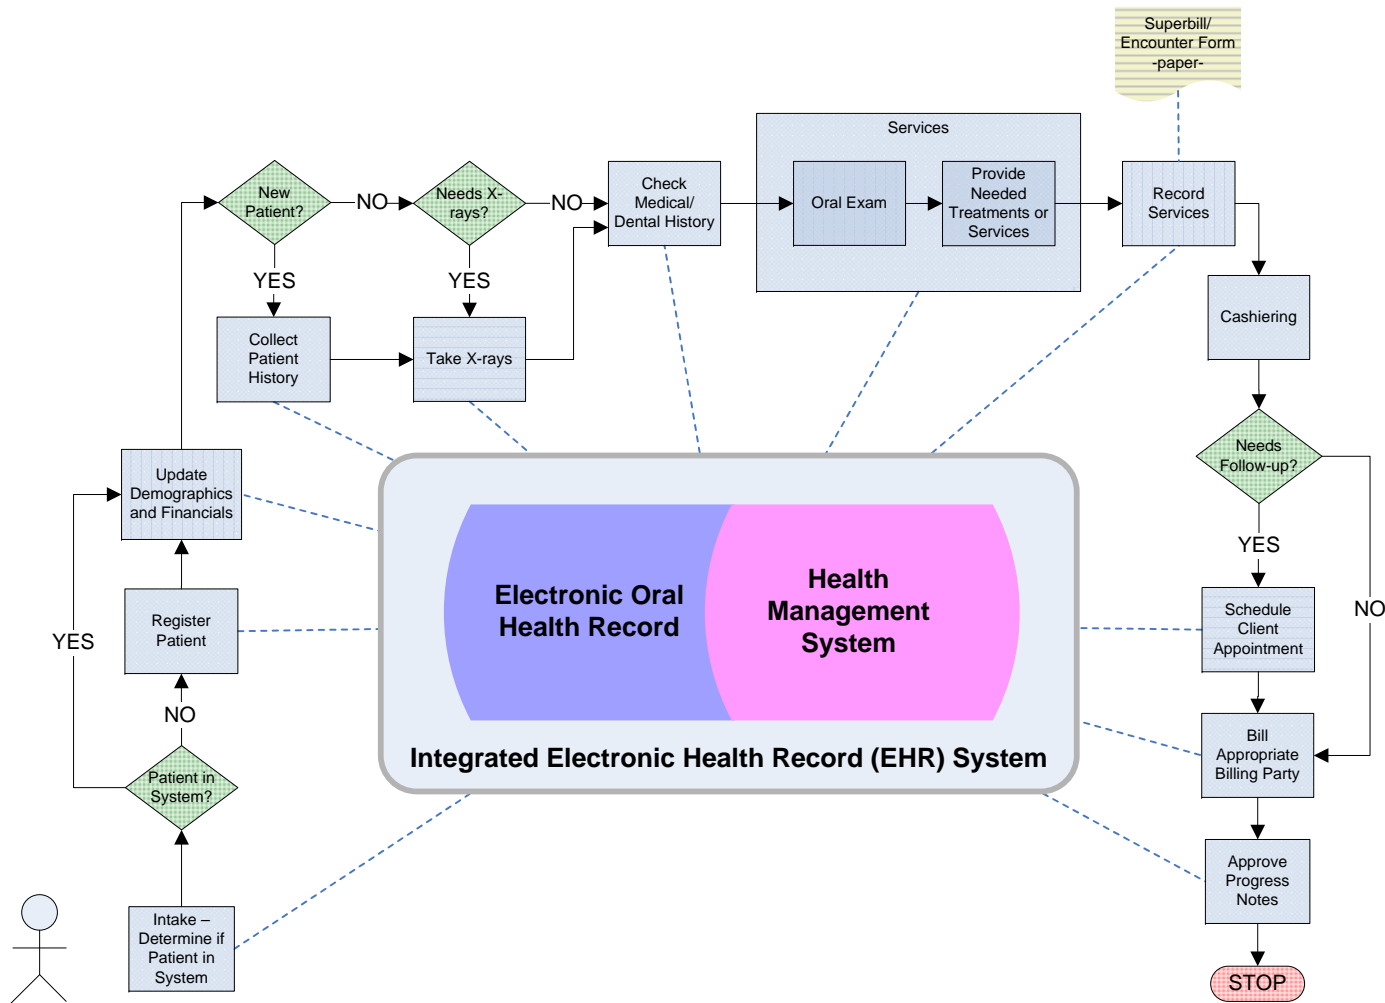 Superbill/
Encounter Form
-paper-
Services
New
Patient?
NO
Needs X-
rays?
NO
Check
Medical/
Dental History
Oral Exam
Provide
Needed
Treatments or
Services
Record
Services
YES
YES
Cashiering
Collect
Patient
History
Take X-rays
Update
Demographics
and Financials
Needs
Follow-up?
YES
NO
Electronic Oral
Health Record
Health
Management
System
Integrated Electronic Health Record (EHR) System
Register
Patient
YES
NO
Schedule
Client
Appointment
Patient in
System?
Bill
Appropriate
Billing Party
Approve
Progress
Notes
Intake –
Determine if
Patient in
System
STOP